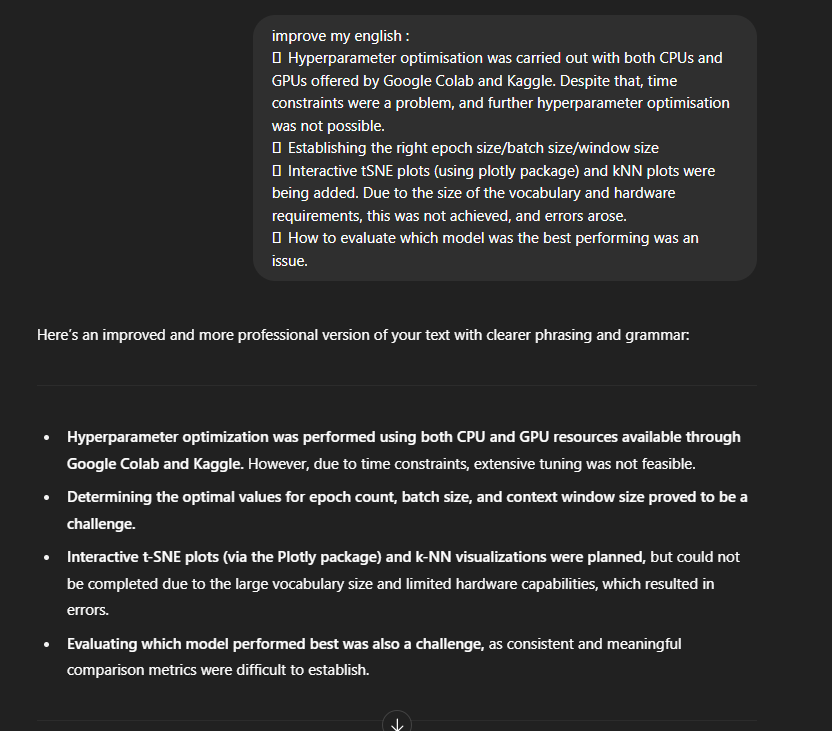 improve my english :
▯ Hyperparameter optimisation was carried out with both CPUs and
GPUs offered by Google Colab and Kaggle. Despite that, time
constraints were a problem, and further hyperparameter optimisation
was not possible.
▯ Establishing the right epoch size/batch size/window size
▯ Interactive tSNE plots (using plotly package) and kNN plots were
being added. Due to the size of the vocabulary and hardware
requirements, this was not achieved, and errors arose.
▯ How to evaluate which model was the best performing was an
issue.
Here's an improved and more professional version of your text with clearer phrasing and grammar:
• Hyperparameter optimization was performed using both CPU and GPU resources available through
Google Colab and Kaggle. However, due to time constraints, extensive tuning was not feasible.
• Determining the optimal values for epoch count, batch size, and context window size proved to be a
challenge.
• Interactive t-SNE plots (via the Plotly package) and k-NN visualizations were planned, but could not
be completed due to the large vocabulary size and limited hardware capabilities, which resulted in
errors.
• Evaluating which model performed best was also a challenge, as consistent and meaningful
comparison metrics were difficult to establish.